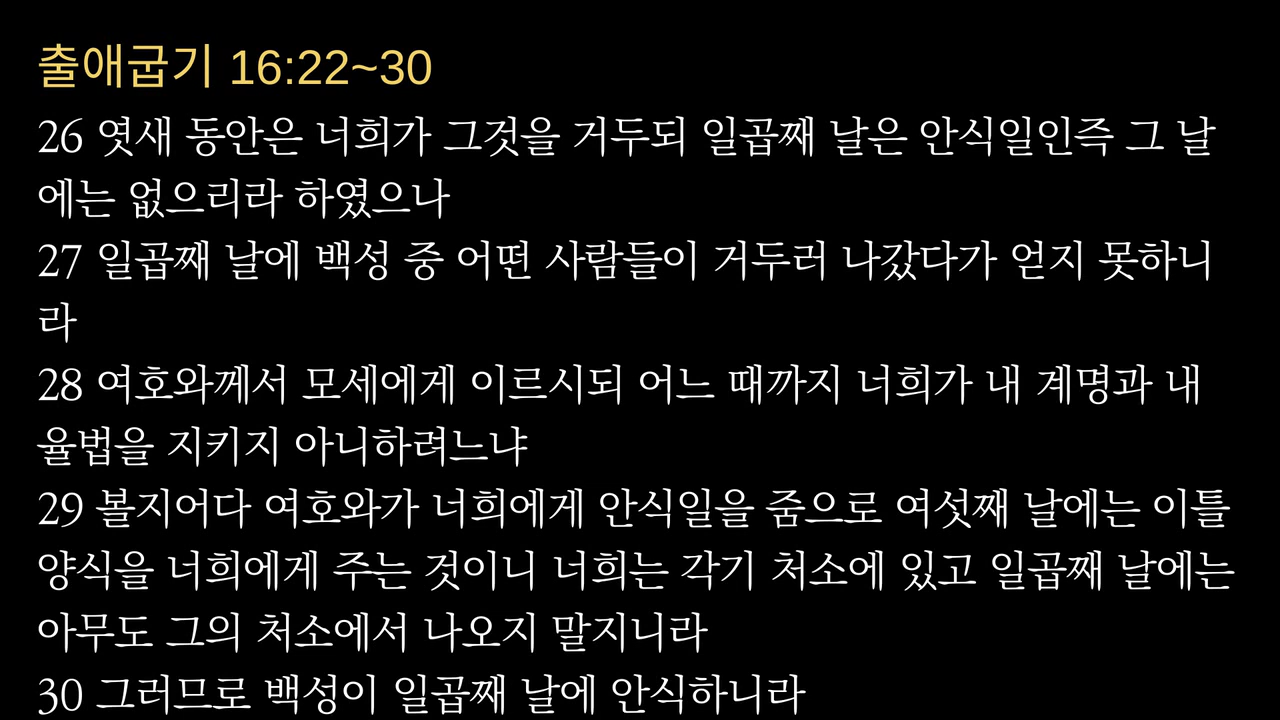 출애굽기 16:22~30
26 엿새 동안은 너희가 그것을 거두되 일곱째 날은 안식일인즉 그 날
에는 없으리라 하였으나
27 일곱째 날에 백성 중 어떤 사람들이 거두러 나갔다가 얻지 못하니
라
28 여호와께서 모세에게 이르시되 어느 때까지 너희가 내 계명과 내
율법을 지키지 아니하려느냐
29 볼지어다 여호와가 너희에게 안식일을 줌으로 여섯째 날에는 이틀
양식을 너희에게 주는 것이니 너희는 각기 처소에 있고 일곱째 날에는
아무도 그의 처소에서 나오지 말지니라
30 그러므로 백성이 일곱째 날에 안식하니라